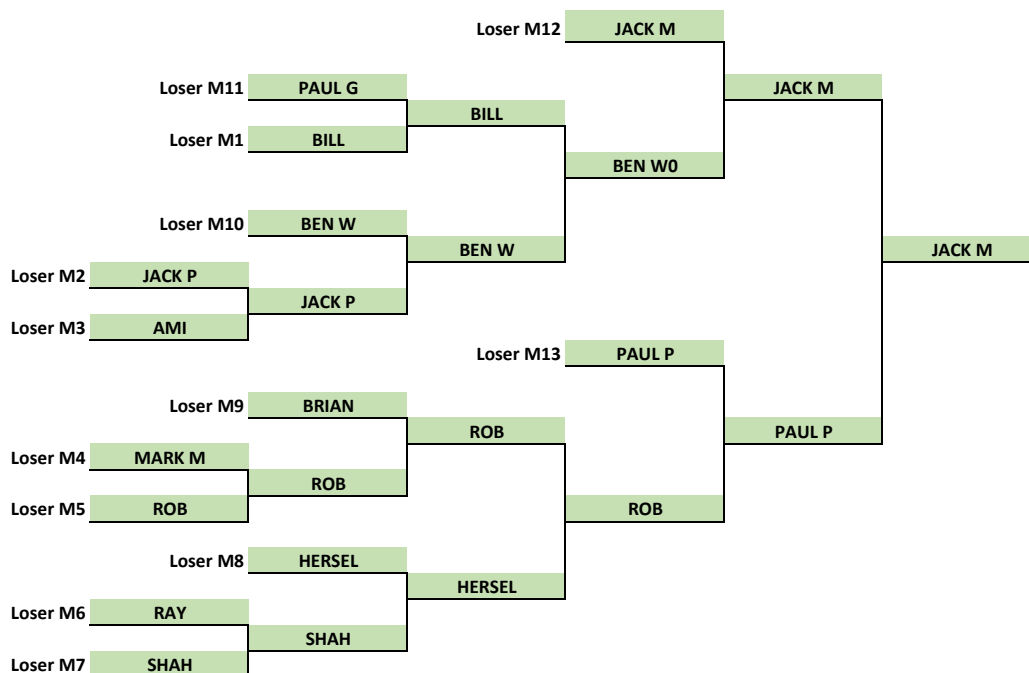 Loser M12 JACK M
Loser M11 PAUL G JACK M
BILL
Loser M1 BILL
BEN W0
Loser M10 BEN W
BEN W JACK M
Loser M2 JACK P
JACK P
Loser M3 AMI
Loser M13 PAUL P
Loser M9 BRIAN
ROB PAUL P
Loser M4 MARK M
ROB
Loser M5 ROB ROB
Loser M8 HERSEL
HERSEL
Loser M6 RAY
SHAH
Loser M7 SHAH